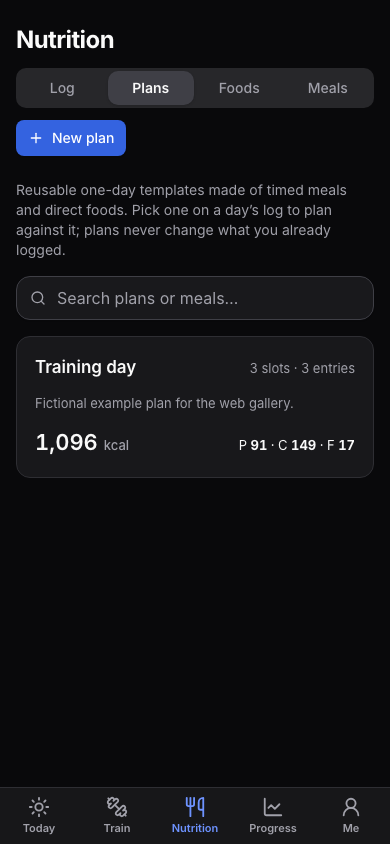 Nutrition
Log Plans Foods Meals
+ New plan
Reusable one-day templates made of timed meals
and direct foods. Pick one on a day’s log to plan
against it; plans never change what you already
logged.
Search plans or meals...
Training day 3 slots · 3 entries
Fictional example plan for the web gallery.
1,096 kcal P 91 · C 149 · F 17
Today Train Nutrition Progress Me